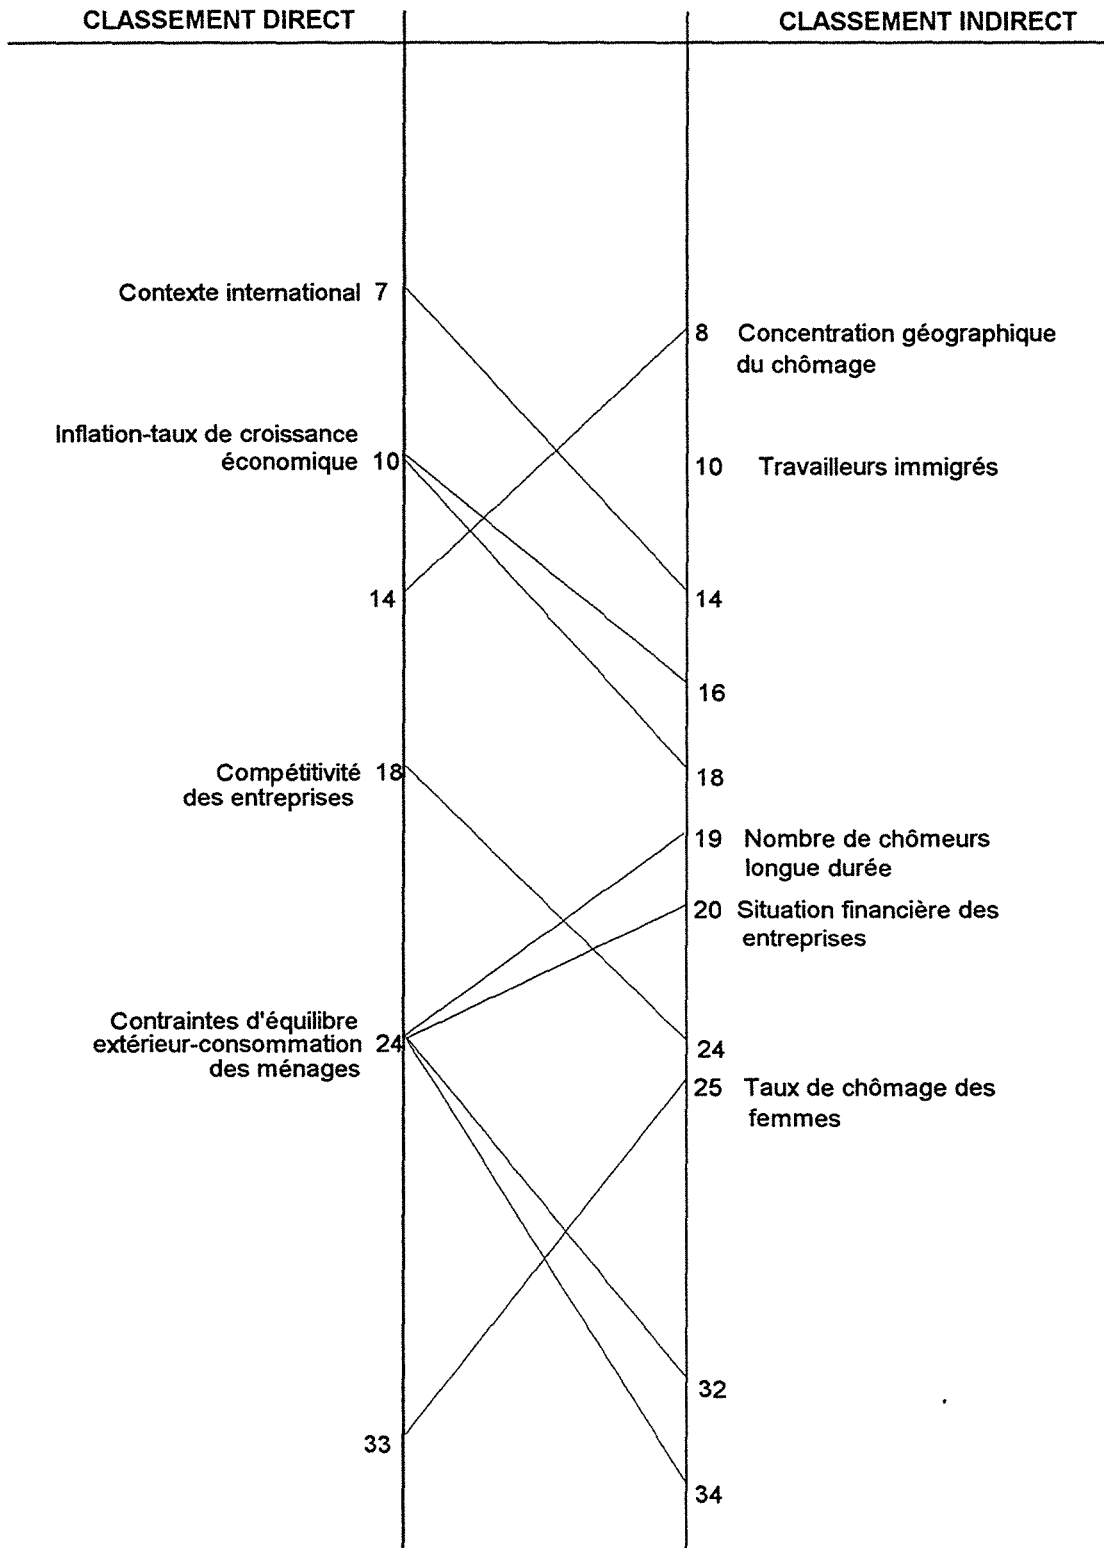 CLASSEMENT DIRECT
CLASSEMENT INDIRECT
Contexte international 7
8 Concentration géographique
du chômage
Inflation-taux de croissance
économique 10
10 Travailleurs immigrés
14
14
16
Compétitivité 18
des entreprises
18
19 Nombre de chômeurs
longue durée
20 Situation financière des
entreprises
Contraintes d'équilibre
extérieur-consommation 24
des ménages
24
25 Taux de chômage des
femmes
32
33
34